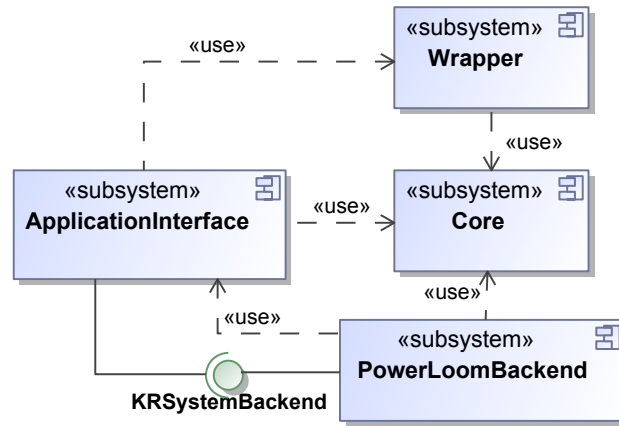 «subsystem»
Wrapper
«use»
«use»
«subsystem»
ApplicationInterface
«use»
«subsystem»
Core
«use»
«use»
«subsystem»
PowerLoomBackend
KRSystemBackend